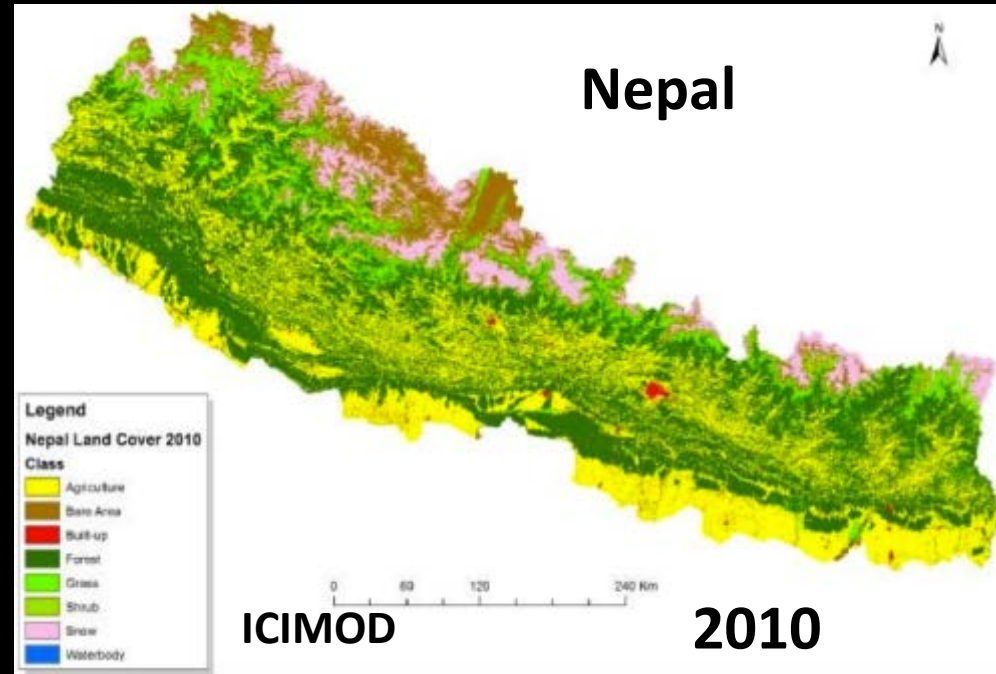 N
Nepal
Legend
Nepal Land Cover 2010
Class
Agriculture
Bare Area
Built-up
Forest
Grass
Shrub
Snow
Waterbody
0 60 120 240 Km
ICIMOD
2010